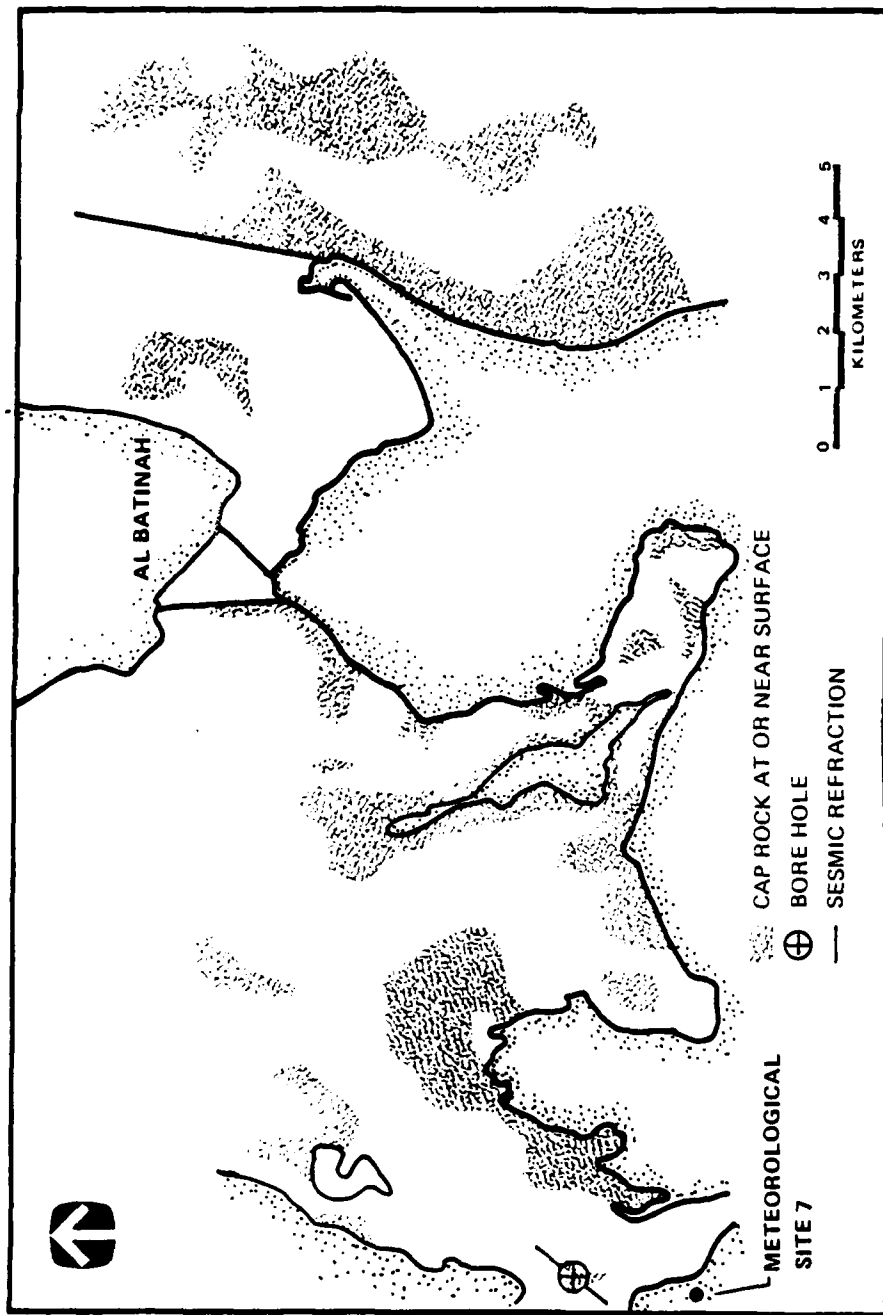 AL BATINAH
METEOROLOGICAL
SITE 7
CAP ROCK AT OR NEAR SURFACE
BORE HOLE
SESMIC REFRACTION
0 1 2 3 4 5
KILOMETERS